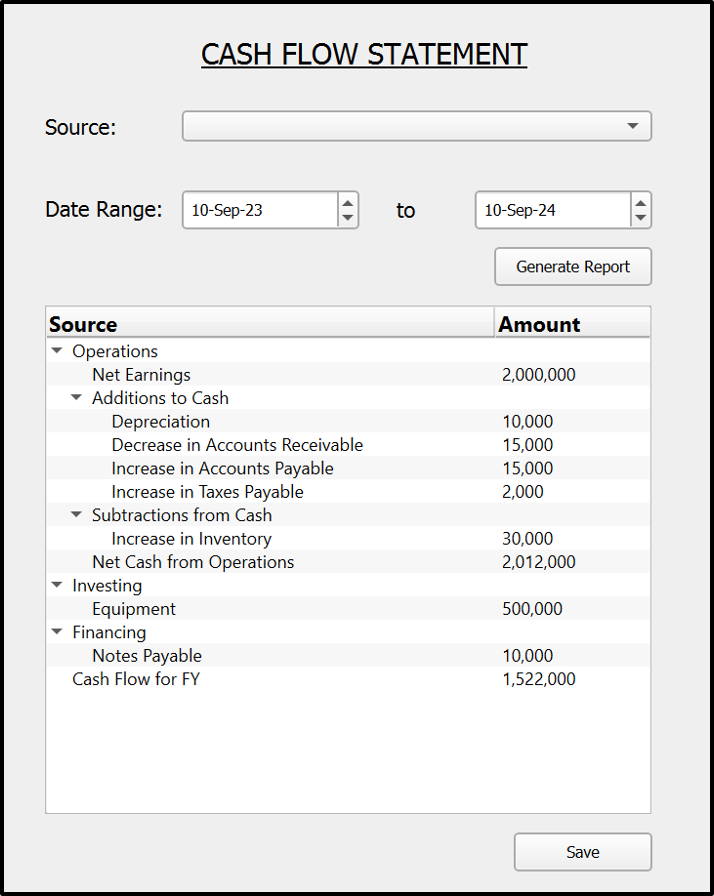 CASH FLOW STATEMENT
Source:
Date Range: 10-Sep-23 to 10-Sep-24
Generate Report
Source Amount
Operations
Net Earnings 2,000,000
Additions to Cash
Depreciation 10,000
Decrease in Accounts Receivable 15,000
Increase in Accounts Payable 15,000
Increase in Taxes Payable 2,000
Subtractions from Cash
Increase in Inventory 30,000
Net Cash from Operations 2,012,000
Investing
Equipment 500,000
Financing
Notes Payable 10,000
Cash Flow for FY 1,522,000
Save